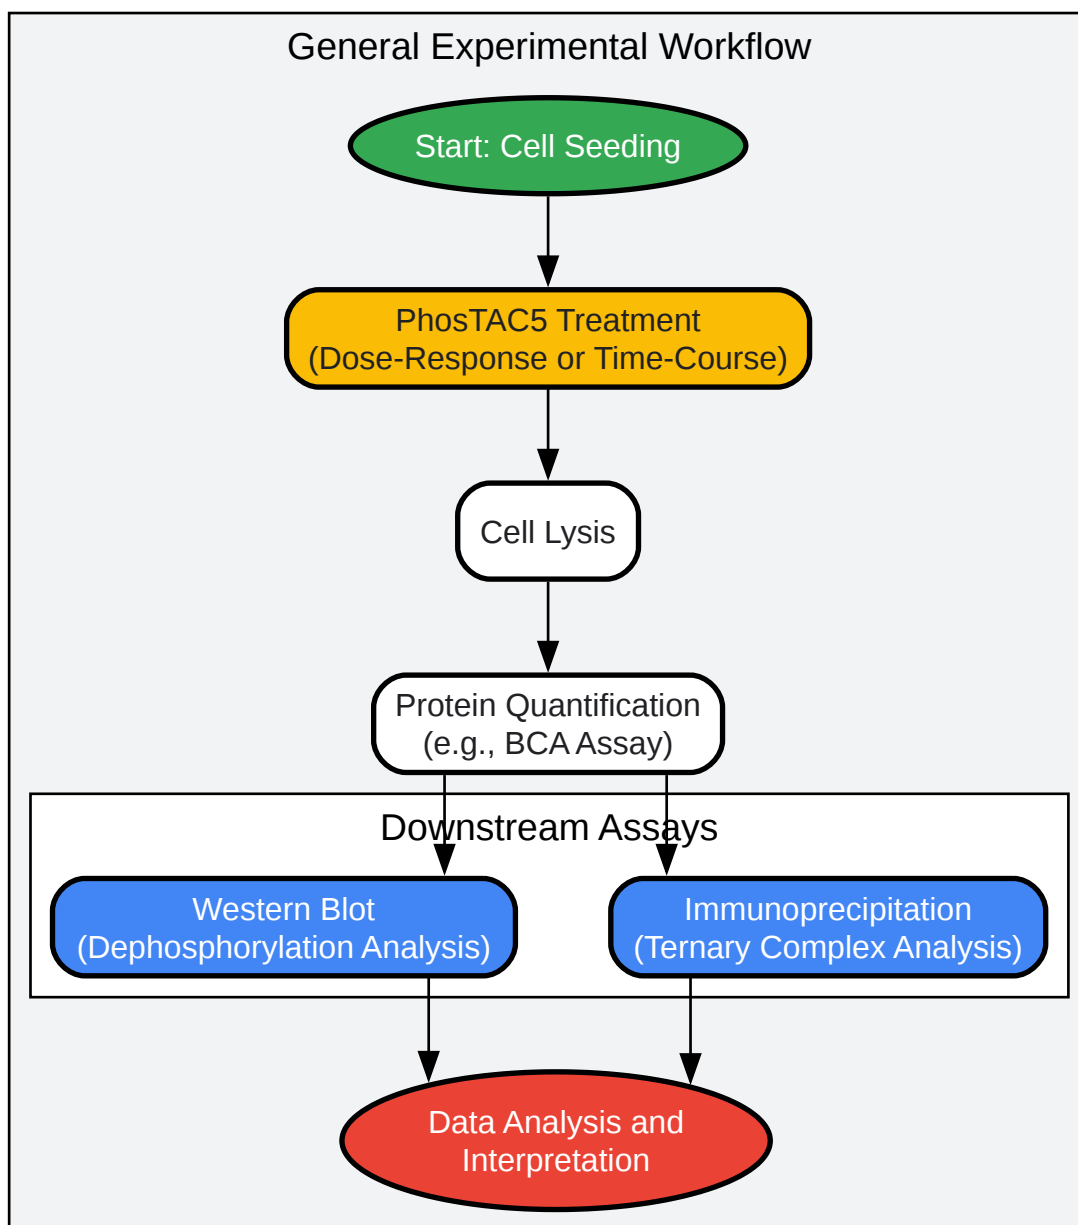 General Experimental Workflow
Start: Cell Seeding
PhosTAC5 Treatment
(Dose-Response or Time-Course)
Cell Lysis
Protein Quantification
(e.g., BCA Assay)
Downstream Assays
Western Blot
(Dephosphorylation Analysis)
Immunoprecipitation
(Ternary Complex Analysis)
Data Analysis and
Interpretation